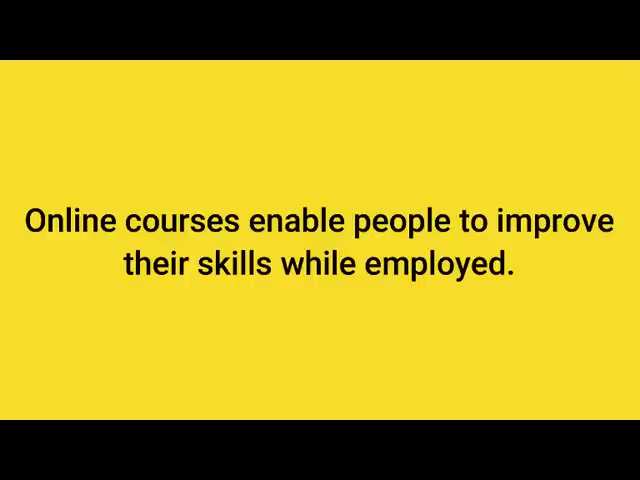 Online courses enable people to improve
their skills while employed.